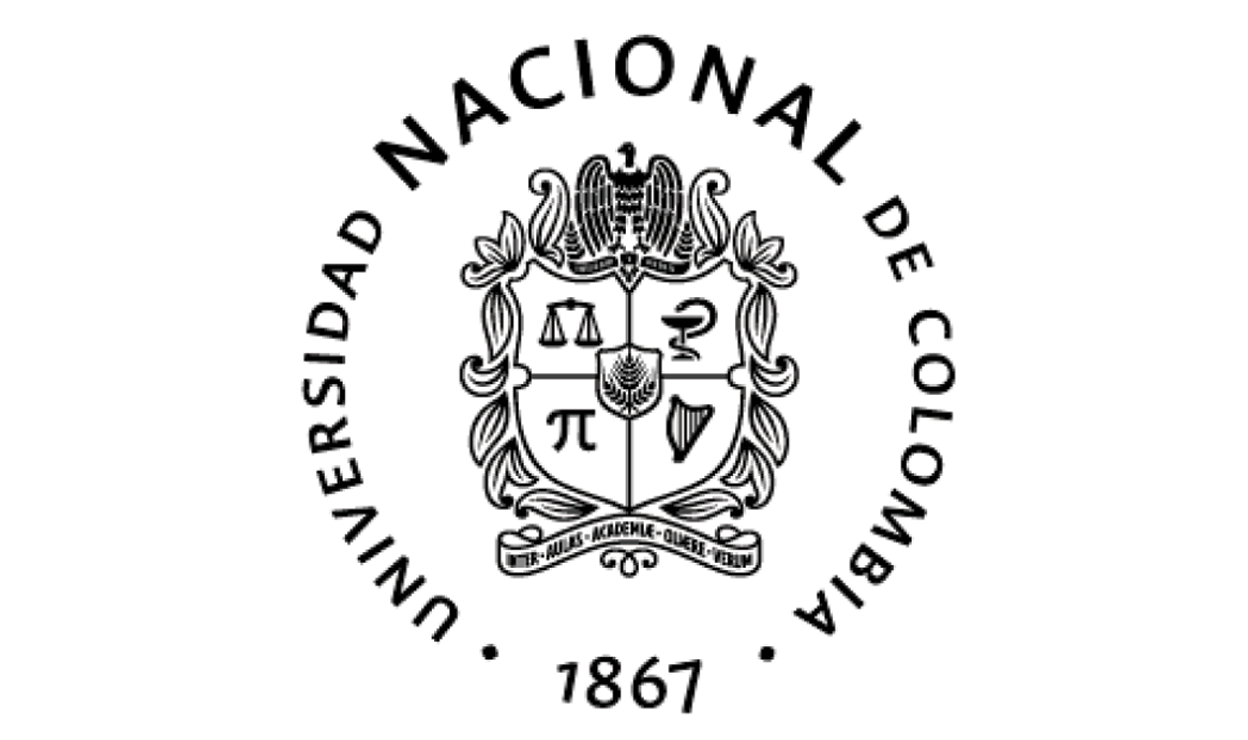 UNIVERSIDAD NACIONAL DE COLOMBIA
π
INTER - AULAS - ACADEMIÆ - QUÆRE - VERUM
· 1867 ·